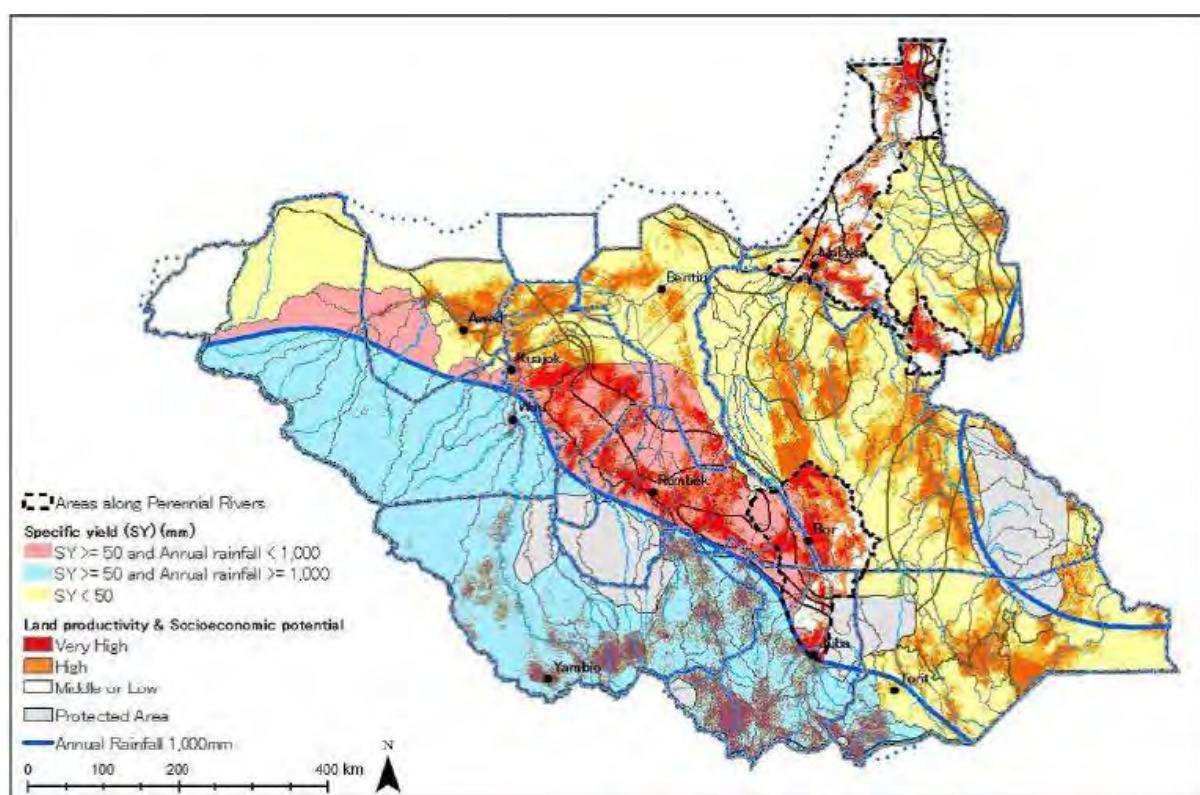 Malakal
Bentiu
Aweil
Kuajok
Wau
Rumbek
Bor
Juba
Yambio
Torit
Areas along Perennial Rivers
Specific yield (SY) (mm)
SY >= 50 and Annual rainfall < 1,000
SY >= 50 and Annual rainfall >= 1,000
SY < 50
Land productivity & Socioeconomic potential
Very High
High
Middle or Low
Protected Area
Annual Rainfall 1,000mm
N
0 100 200 400 km